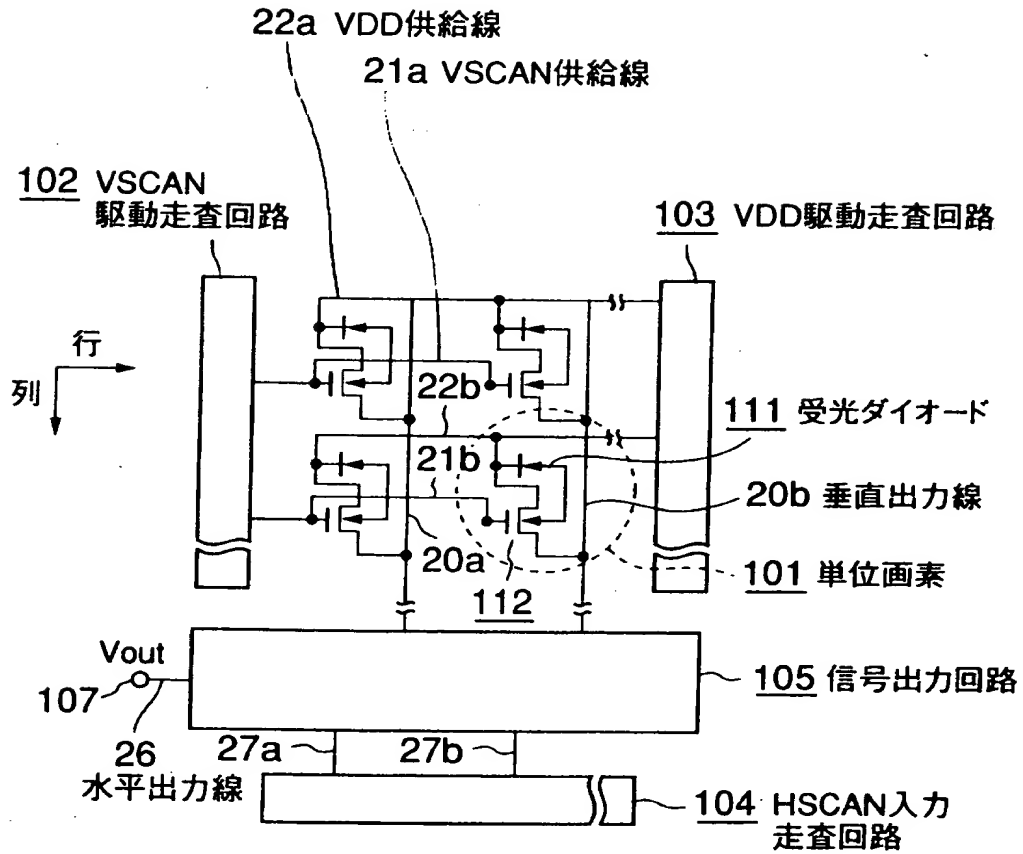 22a VDD供給線
21a VSCAN供給線
102 VSCAN
駆動走査回路
103 VDD駆動走査回路
行
列
22b
111 受光ダイオード
21b
20b 垂直出力線
20a
101 単位画素
112
Vout
107
105 信号出力回路
26
水平出力線
27a
27b
104 HSCAN入力
走査回路